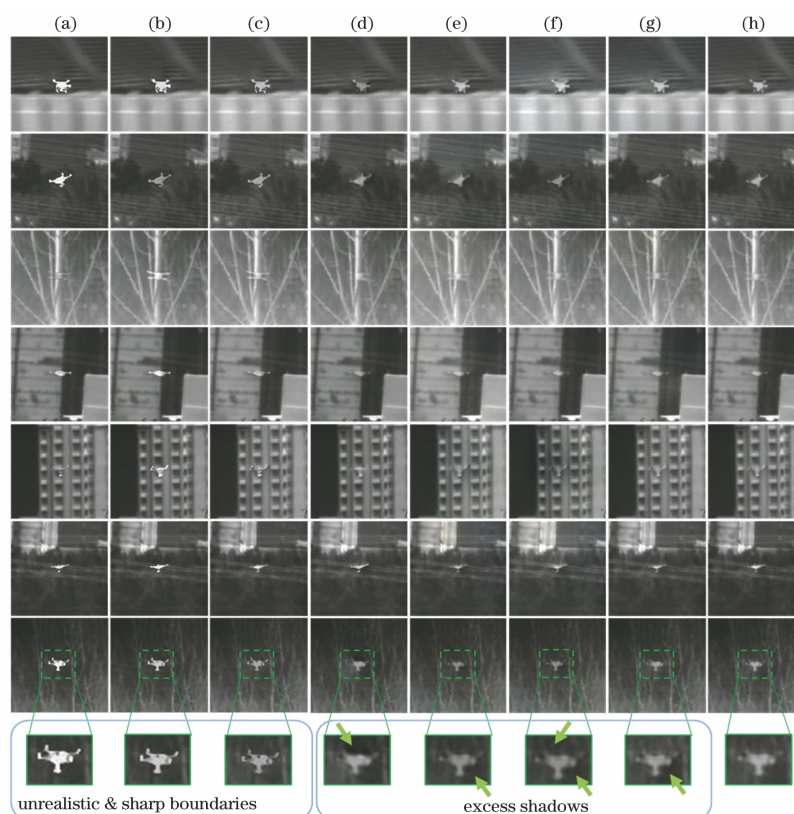 (a) (b) (c) (d) (e) (f) (g) (h)
unrealistic & sharp boundaries
excess shadows